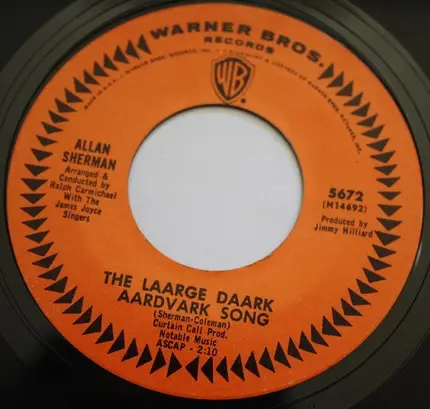 WARNER BROS.
RECORDS
WB
ALLAN
SHERMAN
Arranged &
Conducted by
Ralph Carmichael
With The
James Joyce
Singers
5672
(H14692)
Produced by
Jimmy Hilliard
THE LAARGE DAARK
AARDVARK SONG
(Sherman-Coleman)
Curtain Call Prod.
Notable Music
ASCAP - 2:10